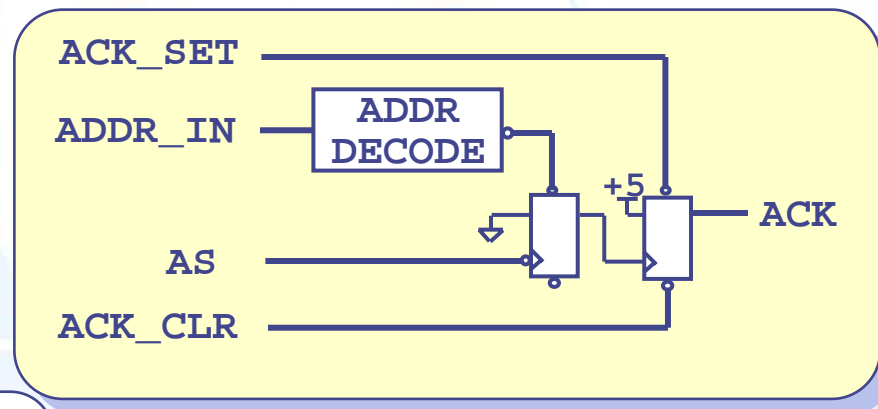 ACK_SET
ADDR_IN
ADDR
DECODE
+5
ACK
AS
ACK_CLR